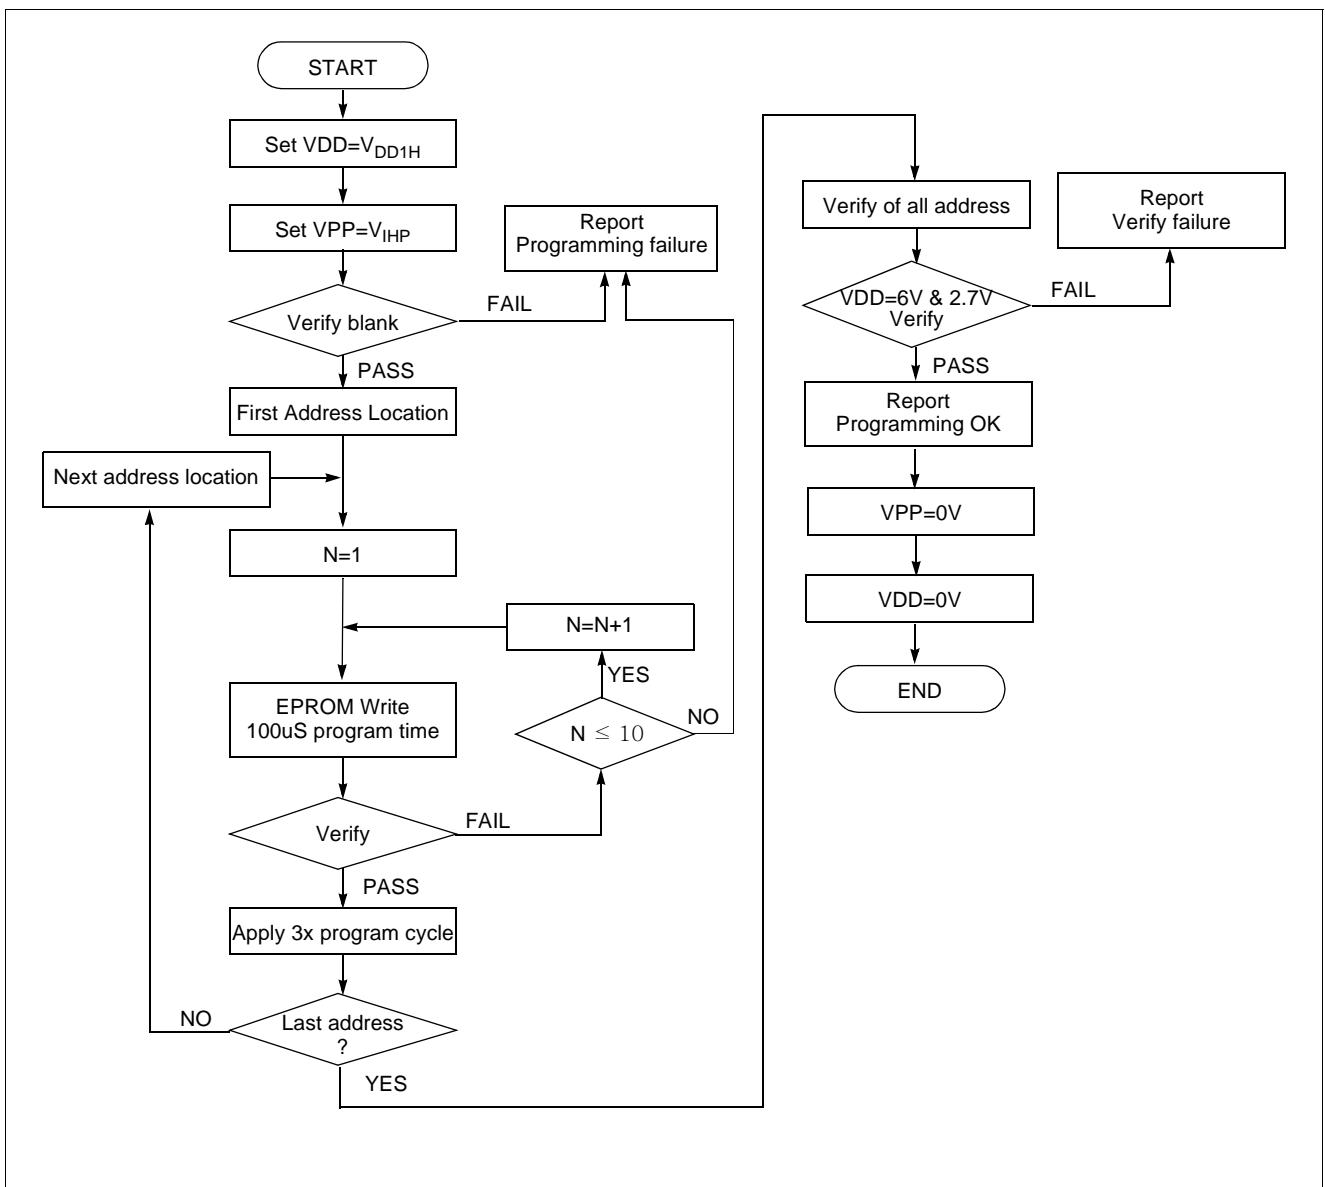 START
Set VDD=VDD1H
Set VPP=VIHP
Report
Programming failure
Verify blank
FAIL
PASS
First Address Location
Next address location
N=1
N=N+1
YES
EPROM Write
100uS program time
N ≤ 10
NO
Verify
FAIL
PASS
Apply 3x program cycle
Last address
?
NO
YES
Verify of all address
Report
Verify failure
VDD=6V & 2.7V
Verify
FAIL
PASS
Report
Programming OK
VPP=0V
VDD=0V
END